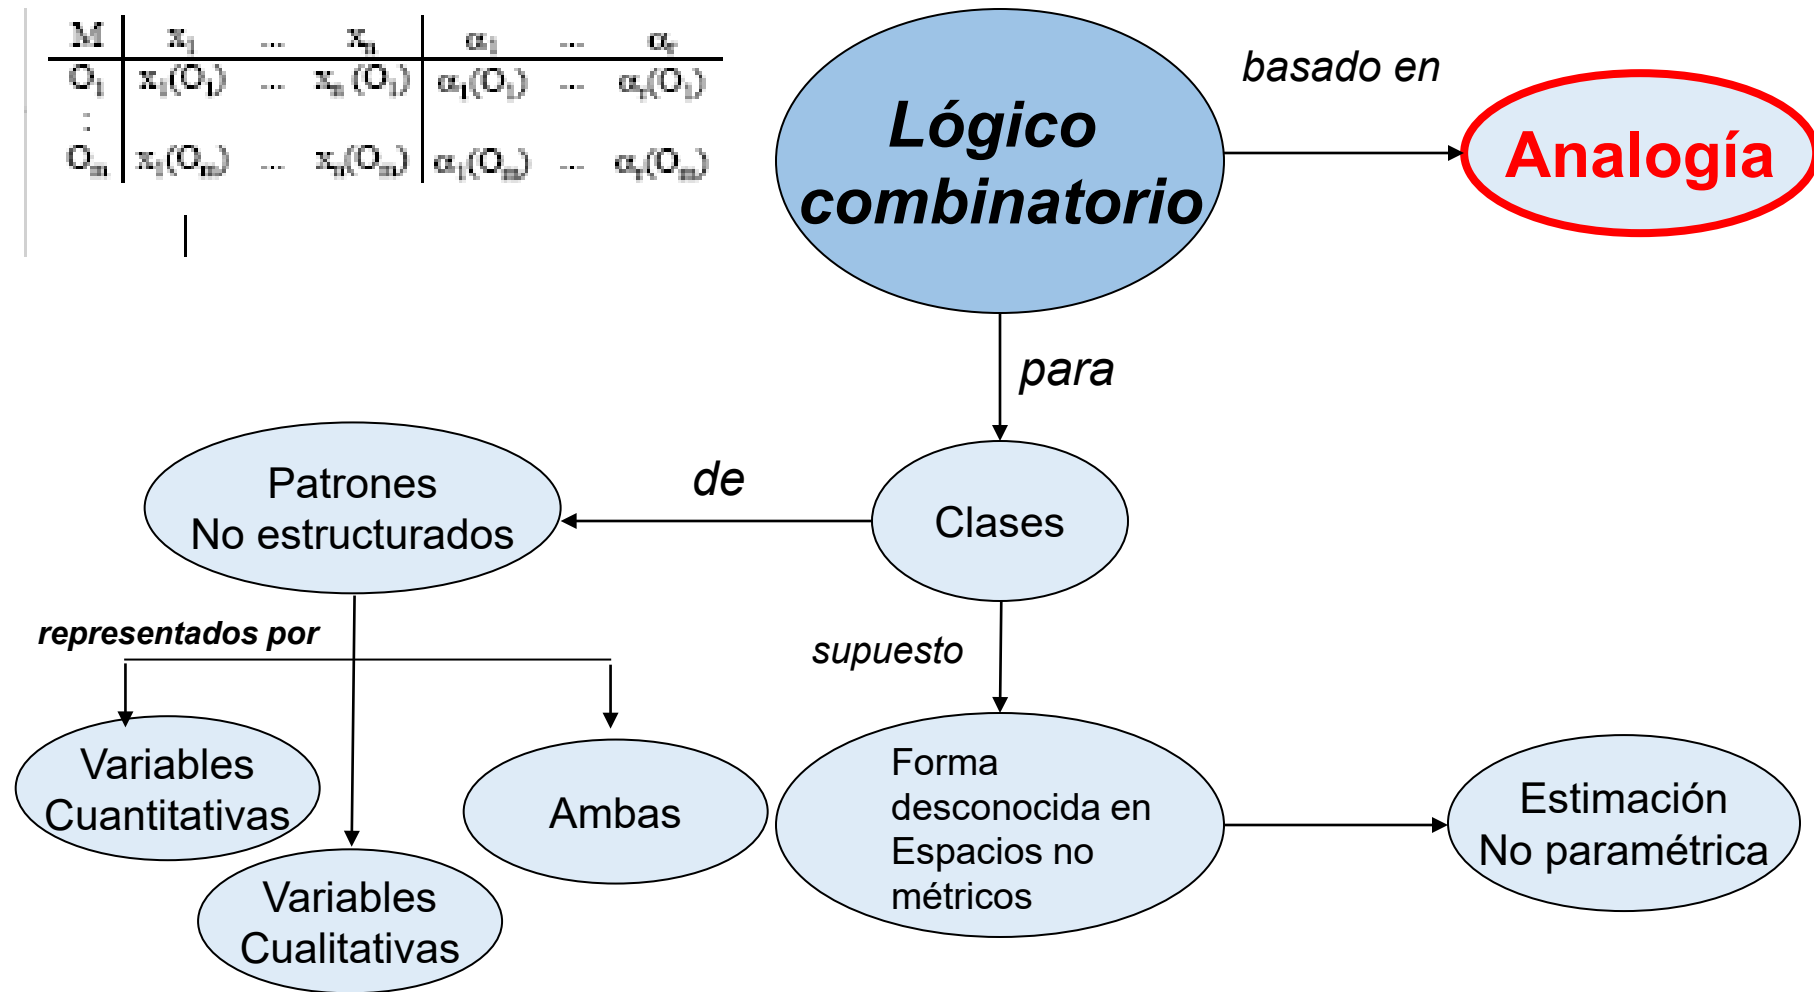 M x₁ ... xₙ α₁ ... αᵣ
O₁ x₁(O₁) ... xₙ (O₁) α₁(O₁) ... αᵣ(O₁)
:
Oₘ x₁(Oₘ) ... xₙ(Oₘ) α₁(Oₘ) ... αᵣ(Oₘ)
Lógico
combinatorio
basado en
Analogía
para
Clases
de
Patrones
No estructurados
representados por
Variables
Cuantitativas
Variables
Cualitativas
Ambas
supuesto
Forma
desconocida en
Espacios no
métricos
Estimación
No paramétrica